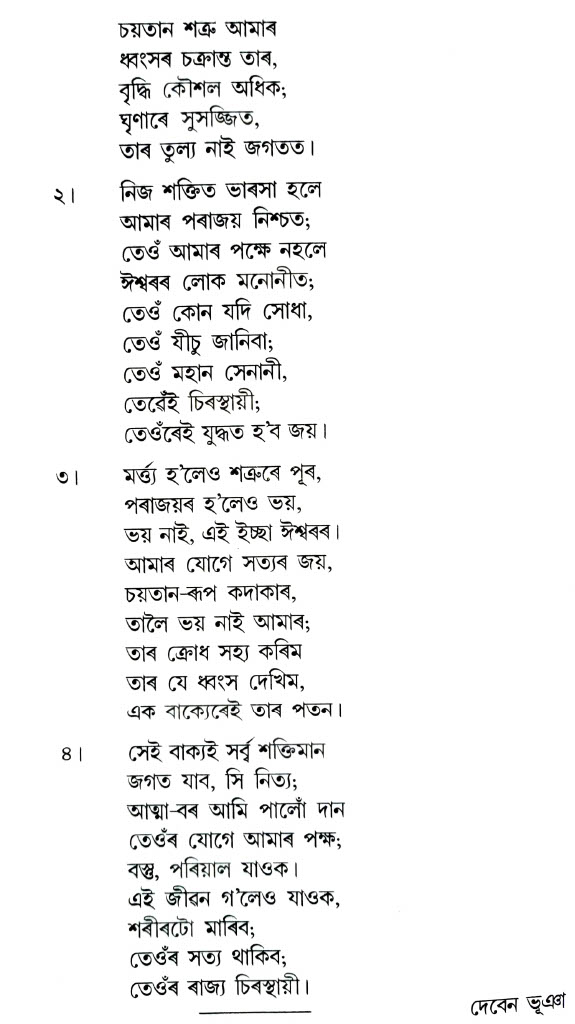 চয়তান শত্ৰু আমাৰ
ধ্বংসৰ চক্ৰান্ত তাৰ,
বৃদ্ধি কৌশল অধিক;
ঘৃণাৰে সুসজ্জিত,
তাৰ তুল্য নাই জগতত।
২। নিজ শক্তিত ভাৰসা হলে
আমাৰ পৰাজয় নিশ্চত;
তেওঁ আমাৰ পক্ষে নহলে
ঈশ্বৰৰ লোক মনোনীত;
তেওঁ কোন যদি সোধা,
তেওঁ যীচু জানিবা;
তেওঁ মহান সেনানী,
তেৱেঁই চিৰস্থায়ী;
তেওঁৰেই যুদ্ধত হ'ব জয়।
৩। মৰ্ত্ত্য হ'লেও শত্ৰুৰে পূৰ,
পৰাজয়ৰ হ'লেও ভয়,
ভয় নাই, এই ইচ্ছা ঈশ্বৰৰ।
আমাৰ যোগে সত্যৰ জয়,
চয়তান-ৰূপ কদাকাৰ,
তালৈ ভয় নাই আমাৰ;
তাৰ ক্ৰোধ সহ্য কৰিম
তাৰ যে ধ্বংস দেখিম,
এক বাক্যেৰেই তাৰ পতন।
৪। সেই বাক্যই সৰ্ব্ব শক্তিমান
জগত যাব, সি নিত্য;
আত্মা-বৰ আমি পালোঁ দান
তেওঁৰ যোগে আমাৰ পক্ষ;
বস্তু, পৰিয়াল যাওক।
এই জীৱন গ'লেও যাওক,
শৰীৰটো মাৰিব;
তেওঁৰ সত্য থাকিব;
তেওঁৰ ৰাজ্য চিৰস্থায়ী।
দেবেন ভূঞা